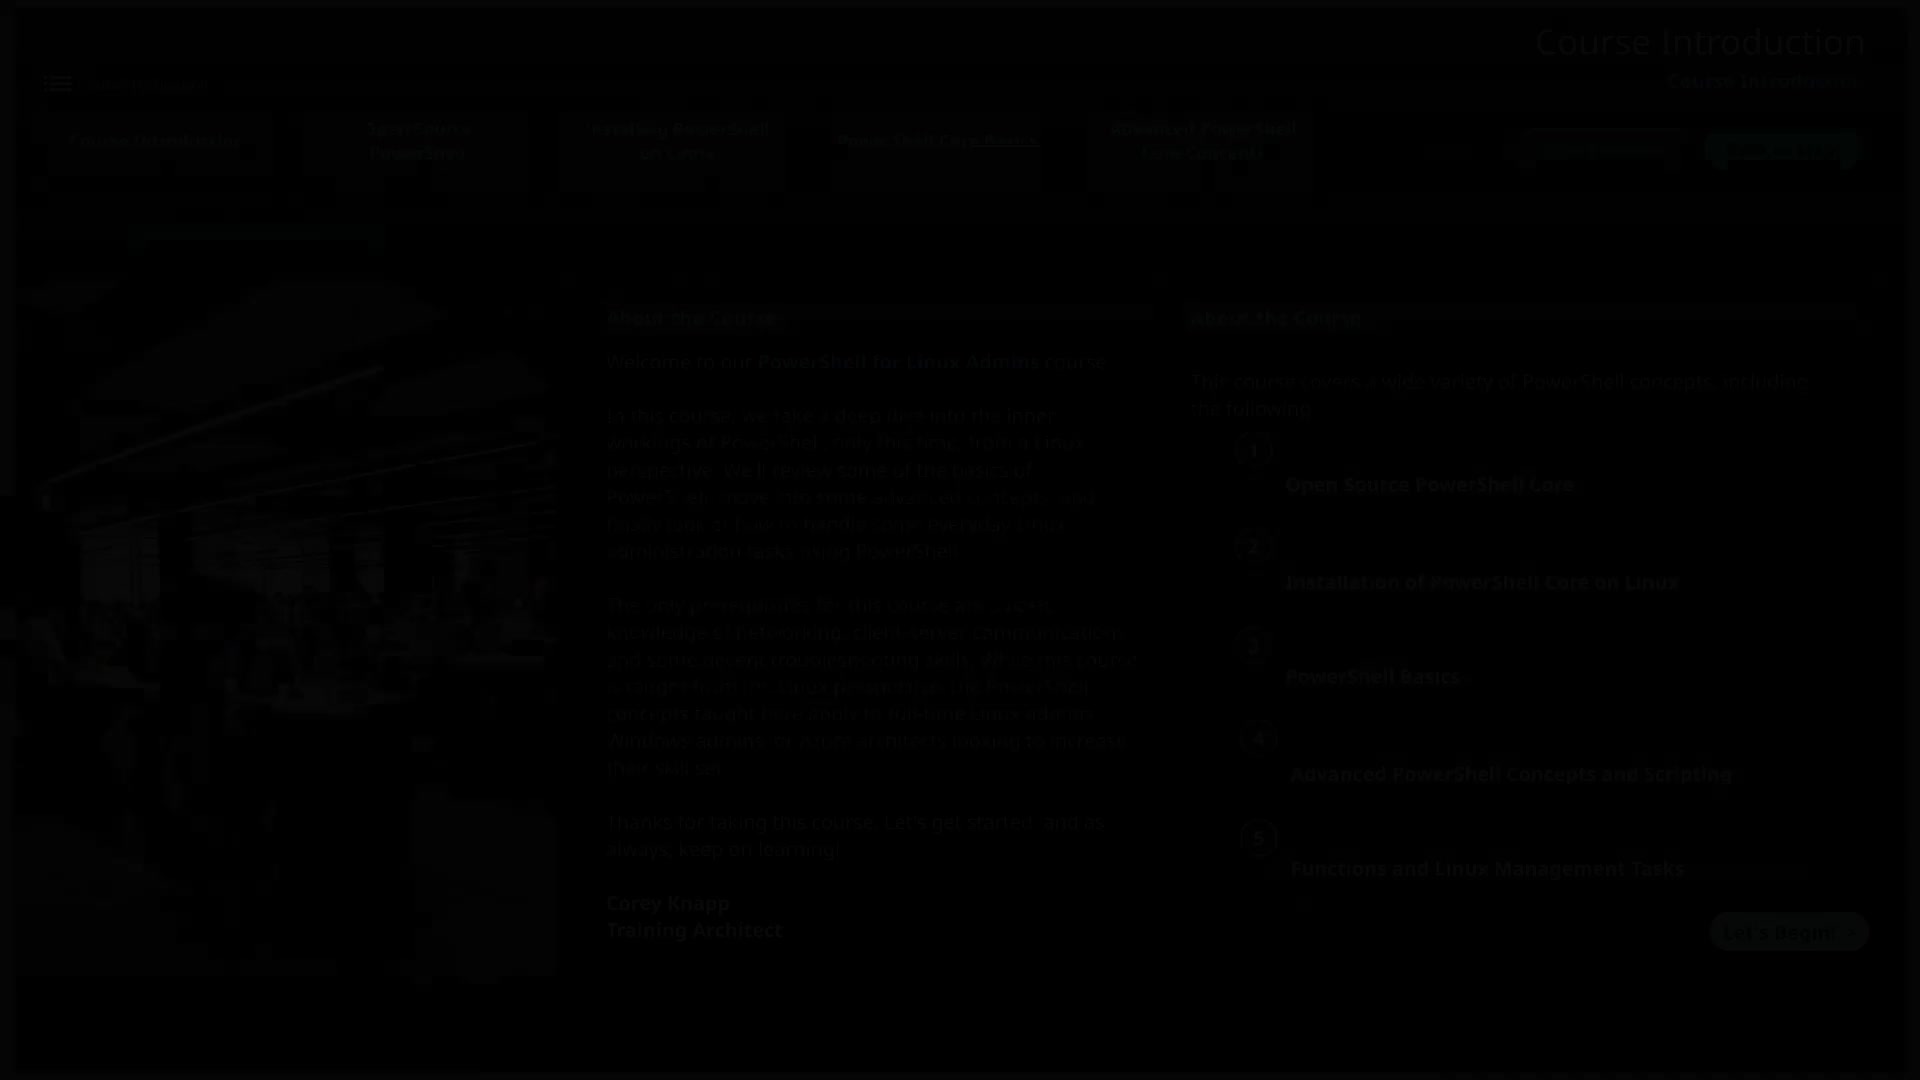 Course Introduction
Course Introduction
Course Introduction
Open Source
PowerShell
Installing PowerShell
on Linux
PowerShell Core Basics
Advanced PowerShell
Core Concepts
About the Course
Welcome to our PowerShell for Linux Admins course
In this course, we take a deep dive into the inner
workings of PowerShell, only this time, from a Linux
perspective. We'll review some of the basics of
PowerShell, move into some advanced concepts, and
finally look at how to handle some everyday Linux
administration tasks using PowerShell.
The only prerequisites for this course are
knowledge of networking, client-server communications
and some decent troubleshooting skills. While this course
is taught from the Linux perspective, the PowerShell
concepts taught here apply to full-time Linux admins
Windows admins, or Azure architects looking to increase
their skill set.
Thanks for taking this course. Let's get started, and as
always, keep on learning!
Corey Knapp
Training Architect
About the Course
This course covers a wide variety of PowerShell concepts, including
the following
1
Open Source PowerShell Core
2
Installation of PowerShell Core on Linux
3
PowerShell Basics
4
Advanced PowerShell Concepts and Scripting
5
Functions and Linux Management Tasks
Let's Begin! >